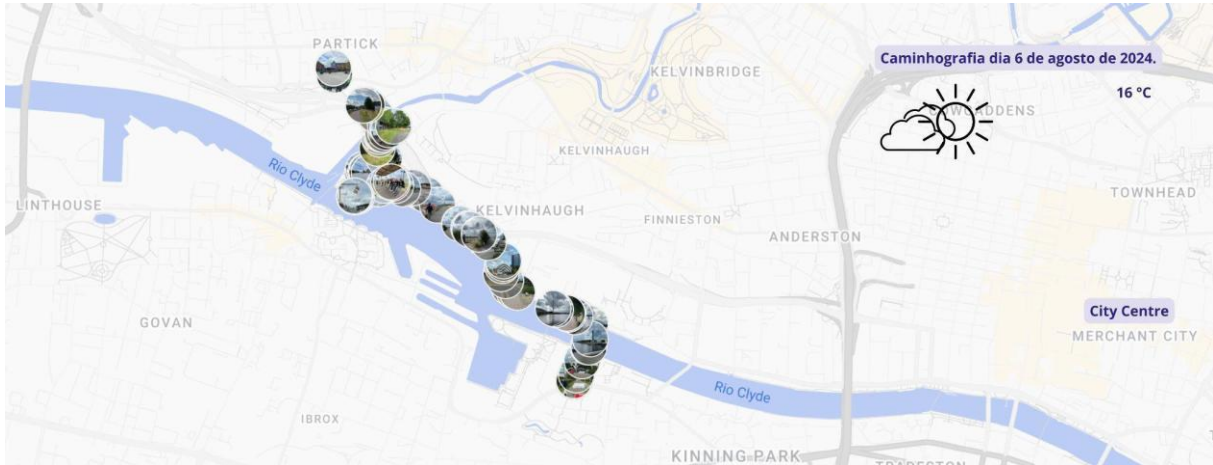 PARTICK
Caminhografia dia 6 de agosto de 2024.
KELVINBRIDGE
16 °C
KELVINHAUGH
Rio Clyde
TOWNHEAD
LINTHOUSE
KELVINHAUGH
FINNIESTON
ANDERSTON
City Centre
GOVAN
MERCHANT CITY
Rio Clyde
IBROX
KINNING PARK